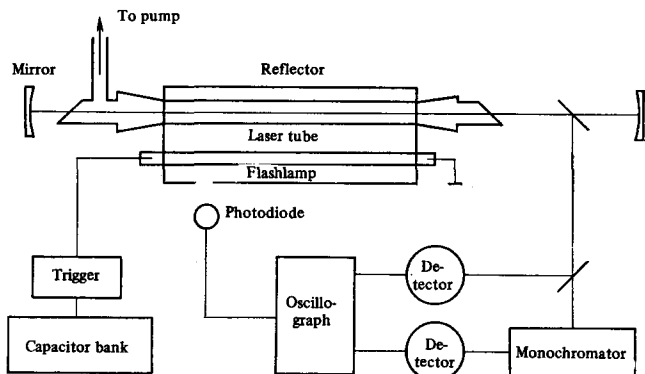 To pump
Mirror
Reflector
Laser tube
Flashlamp
Photodiode
Trigger
Capacitor bank
Oscillo-
graph
De-
tector
De-
tector
Monochromator